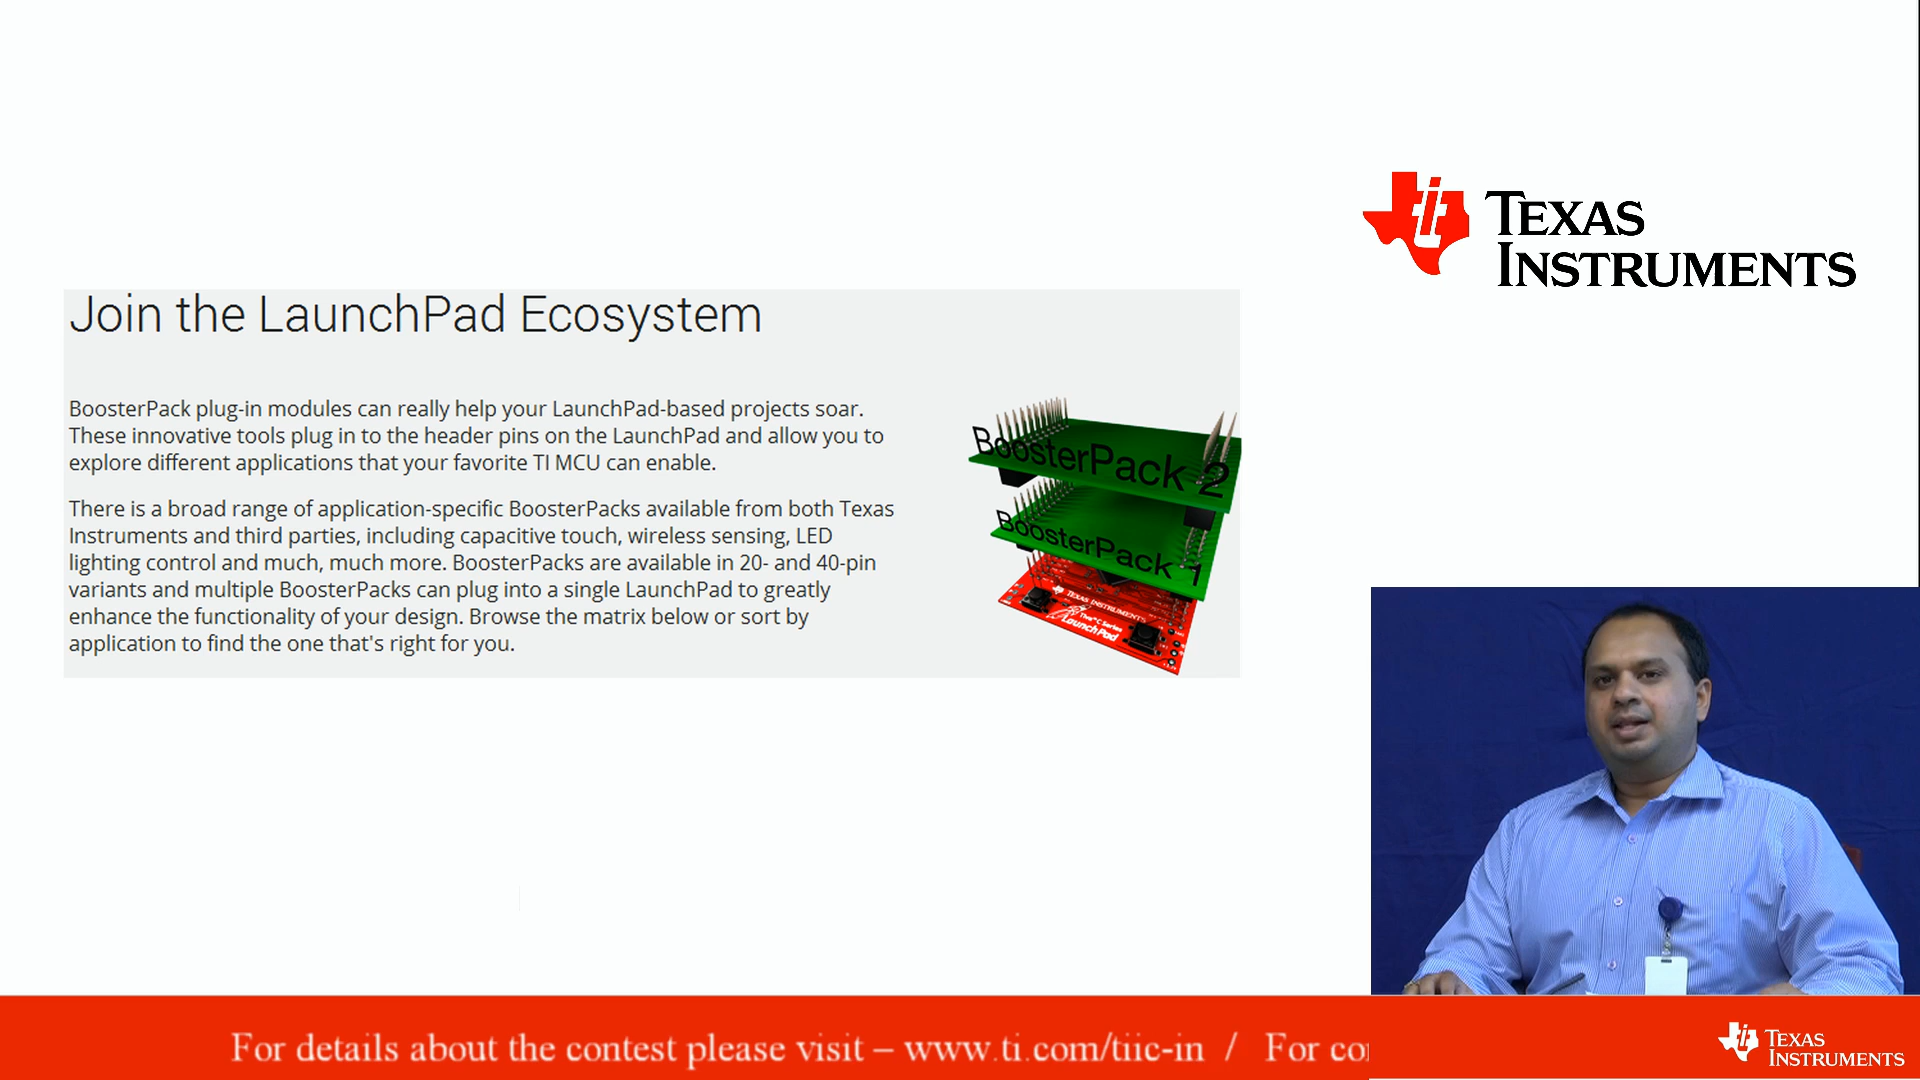 TEXAS
INSTRUMENTS
Join the LaunchPad Ecosystem
BoosterPack plug-in modules can really help your LaunchPad-based projects soar.
These innovative tools plug in to the header pins on the LaunchPad and allow you to
explore different applications that your favorite TI MCU can enable.
There is a broad range of application-specific BoosterPacks available from both Texas
Instruments and third parties, including capacitive touch, wireless sensing, LED
lighting control and much, much more. BoosterPacks are available in 20- and 40-pin
variants and multiple BoosterPacks can plug into a single LaunchPad to greatly
enhance the functionality of your design. Browse the matrix below or sort by
application to find the one that's right for you.
BoosterPack 2
BoosterPack 1
TEXAS INSTRUMENTS
Tiva™ C Series
LaunchPad
For details about the contest please visit – www.ti.com/tiic-in / For co
TEXAS
INSTRUMENTS